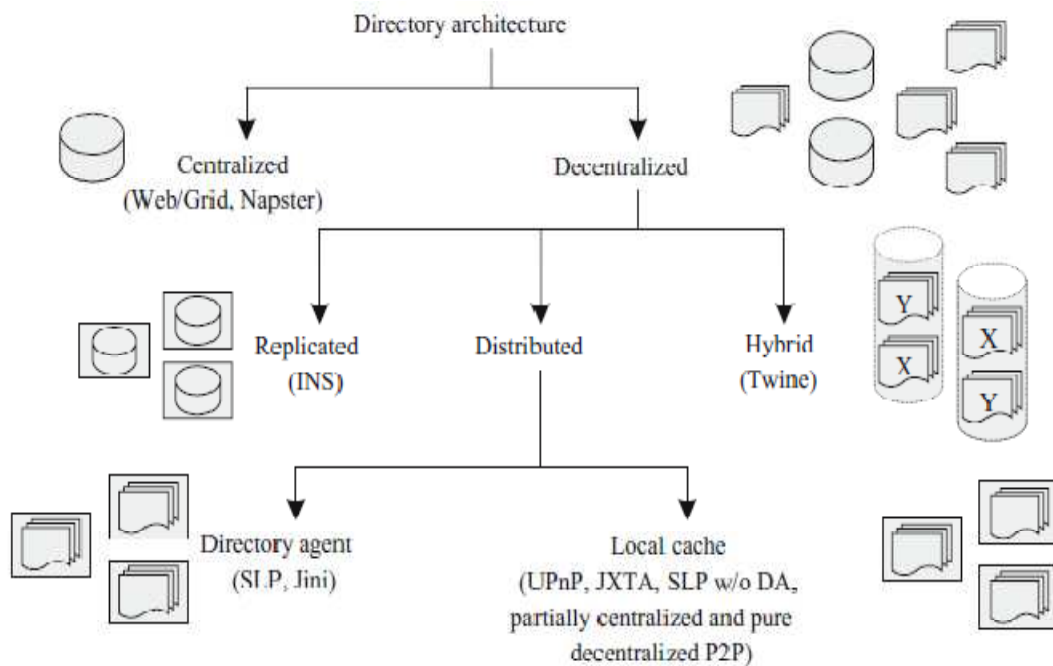 Directory architecture
Centralized
(Web/Grid, Napster)
Decentralized
Replicated
(INS)
Distributed
Hybrid
(Twine)
Y
X
X
Y
Directory agent
(SLP, Jini)
Local cache
(UPnP, JXTA, SLP w/o DA,
partially centralized and pure
decentralized P2P)